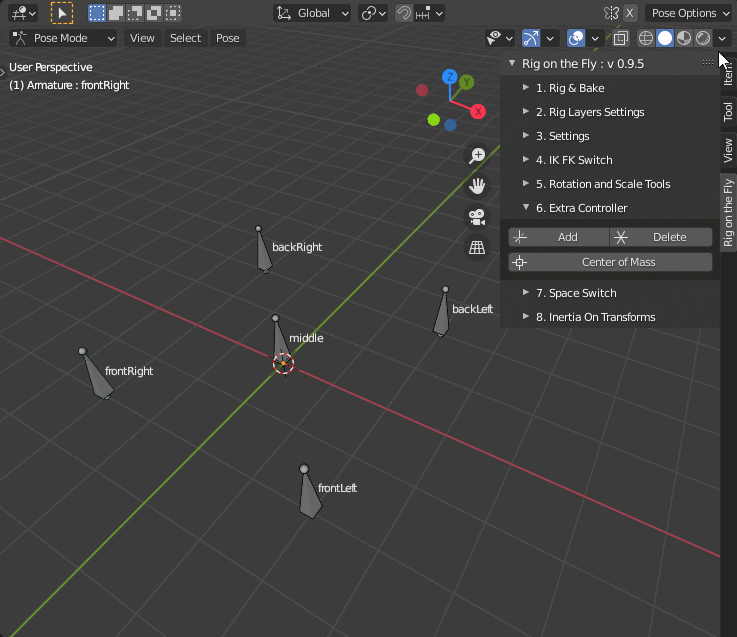 Global
X
Pose Options
Pose Mode
View
Select
Pose
User Perspective
(1) Armature : frontRight
Z
Y
X
Rig on the Fly : v 0.9.5
1. Rig & Bake
2. Rig Layers Settings
3. Settings
4. IK FK Switch
5. Rotation and Scale Tools
6. Extra Controller
Add
Delete
Center of Mass
7. Space Switch
8. Inertia On Transforms
Item
Tool
View
Rig on the Fly
backRight
backLeft
middle
frontRight
frontLeft